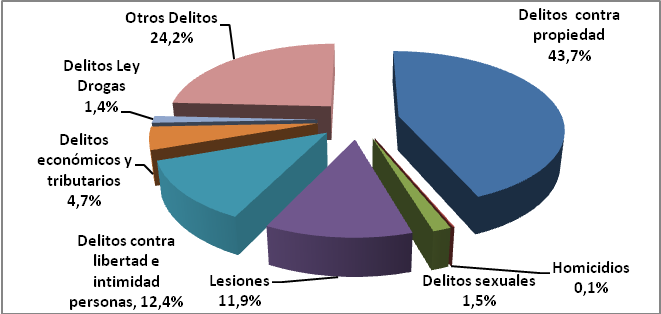 Otros Delitos
24,2%
Delitos contra
propiedad
43,7%
Delitos Ley
Drogas
1,4%
Delitos
económicos y
tributarios
4,7%
Delitos contra
libertad e
intimidad
personas, 12,4%
Lesiones
11,9%
Delitos sexuales
1,5%
Homicidios
0,1%